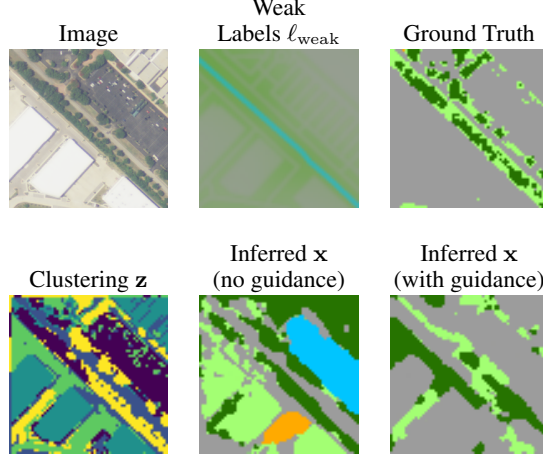 Image
Weak
Labels ℓweak
Ground Truth
Clustering z
Inferred x
(no guidance)
Inferred x
(with guidance)